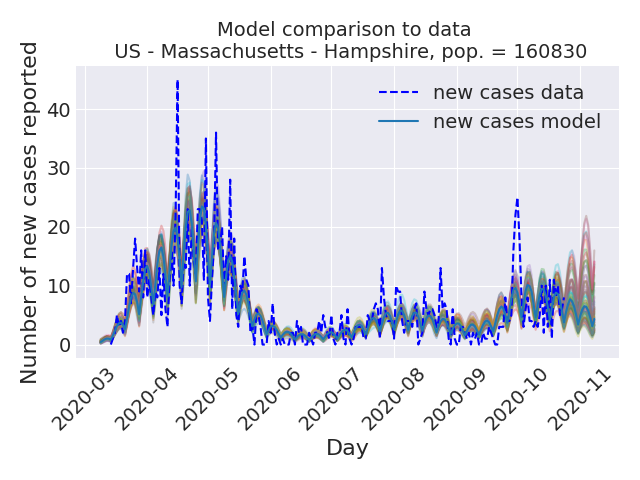 Model comparison to data
US - Massachusetts - Hampshire, pop. = 160830
Number of new cases reported
40
30
20
10
0
new cases data
new cases model
2020-03
2020-04
2020-05
2020-06
2020-07
2020-08
2020-09
2020-10
2020-11
Day